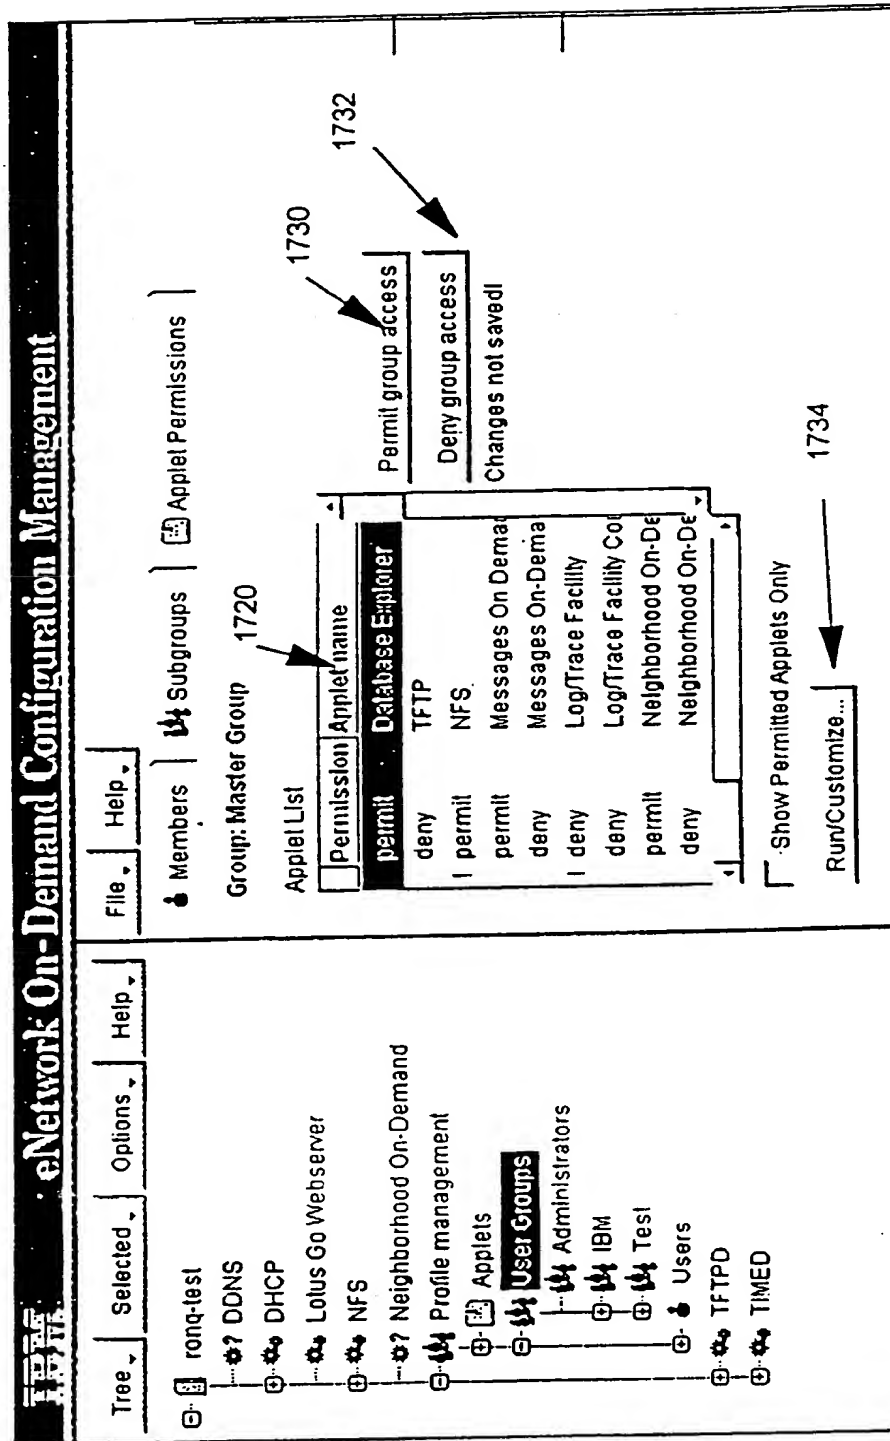 IBM
eNetwork On-Demand Configuration Management
Tree Selected Options Help
ronq-test
? DDNS
DHCP
Lotus Go Webserver
NFS
? Neighborhood On-Demand
Profile management
Applets
User Groups
Administrators
IBM
Test
Users
TFTPD
TIMED
File Help
Members Subgroups Applet Permissions
Group: Master Group
1720
Applet List
Permission Applet name
permit Database Explorer
deny TFTP
! permit NFS
permit Messages On Deman
deny Messages On-Dema
! deny Log/Trace Facility
deny Log/Trace Facility Cou
permit Neighborhood On-De
deny Neighborhood On-De
1730
Permit group access
1732
Deny group access
Changes not saved!
Show Permitted Applets Only
Run/Customize...
1734